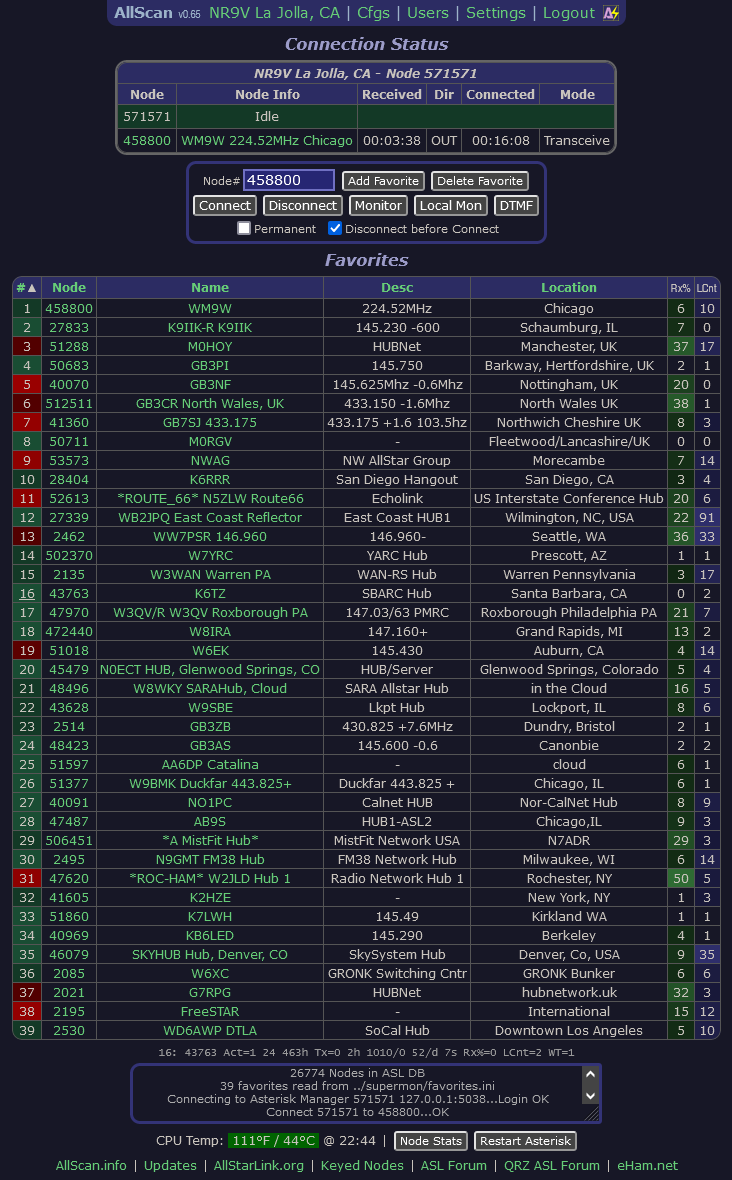 AllScan v0.65 NR9V La Jolla, CA | Cfgs | Users | Settings | Logout
Connection Status
NR9V La Jolla, CA - Node 571571
Node Node Info Received Dir Connected Mode
571571 Idle
458800 WM9W 224.52MHz Chicago 00:03:38 OUT 00:16:08 Transceive
Node# 458800 Add Favorite Delete Favorite
Connect Disconnect Monitor Local Mon DTMF
Permanent Disconnect before Connect
Favorites
#▲ Node Name Desc Location Rx% LCnt
1 458800 WM9W 224.52MHz Chicago 6 10
2 27833 K9IIK-R K9IIK 145.230 -600 Schaumburg, IL 7 0
3 51288 M0HOY HUBNet Manchester, UK 37 17
4 50683 GB3PI 145.750 Barkway, Hertfordshire, UK 2 1
5 40070 GB3NF 145.625Mhz -0.6Mhz Nottingham, UK 20 0
6 512511 GB3CR North Wales, UK 433.150 -1.6Mhz North Wales UK 38 1
7 41360 GB7SJ 433.175 433.175 +1.6 103.5hz Northwich Cheshire UK 8 3
8 50711 M0RGV - Fleetwood/Lancashire/UK 0 0
9 53573 NWAG NW AllStar Group Morecambe 7 14
10 28404 K6RRR San Diego Hangout San Diego, CA 3 4
11 52613 *ROUTE_66* N5ZLW Route66 Echolink US Interstate Conference Hub 20 6
12 27339 WB2JPQ East Coast Reflector East Coast HUB1 Wilmington, NC, USA 22 91
13 2462 WW7PSR 146.960 146.960- Seattle, WA 36 33
14 502370 W7YRC YARC Hub Prescott, AZ 1 1
15 2135 W3WAN Warren PA WAN-RS Hub Warren Pennsylvania 3 17
16 43763 K6TZ SBARC Hub Santa Barbara, CA 0 2
17 47970 W3QV/R W3QV Roxborough PA 147.03/63 PMRC Roxborough Philadelphia PA 21 7
18 472440 W8IRA 147.160+ Grand Rapids, MI 13 2
19 51018 W6EK 145.430 Auburn, CA 4 14
20 45479 N0ECT HUB, Glenwood Springs, CO HUB/Server Glenwood Springs, Colorado 5 4
21 48496 W8WKY SARAHub, Cloud SARA Allstar Hub in the Cloud 16 5
22 43628 W9SBE Lkpt Hub Lockport, IL 8 6
23 2514 GB3ZB 430.825 +7.6MHz Dundry, Bristol 2 1
24 48423 GB3AS 145.600 -0.6 Canonbie 2 2
25 51597 AA6DP Catalina - cloud 6 1
26 51377 W9BMK Duckfar 443.825+ Duckfar 443.825 + Chicago, IL 6 1
27 40091 NO1PC Calnet HUB Nor-CalNet Hub 8 9
28 47487 AB9S HUB1-ASL2 Chicago,IL 9 3
29 506451 *A MistFit Hub* MistFit Network USA N7ADR 29 3
30 2495 N9GMT FM38 Hub FM38 Network Hub Milwaukee, WI 6 14
31 47620 *ROC-HAM* W2JLD Hub 1 Radio Network Hub 1 Rochester, NY 50 5
32 41605 K2HZE - New York, NY 1 3
33 51860 K7LWH 145.49 Kirkland WA 1 1
34 40969 KB6LED 145.290 Berkeley 4 1
35 46079 SKYHUB Hub, Denver, CO SkySystem Hub Denver, Co, USA 9 35
36 2085 W6XC GRONK Switching Cntr GRONK Bunker 6 6
37 2021 G7RPG HUBNet hubnetwork.uk 32 3
38 2195 FreeSTAR - International 15 12
39 2530 WD6AWP DTLA SoCal Hub Downtown Los Angeles 5 10
16: 43763 Act=1 24 463h Tx=0 2h 1010/0 52/d 7s Rx%=0 LCnt=2 WT=1
26774 Nodes in ASL DB
39 favorites read from ../supermon/favorites.ini
Connecting to Asterisk Manager 571571 127.0.0.1:5038...Login OK
Connect 571571 to 458800...OK
CPU Temp: 111°F / 44°C @ 22:44 | Node Stats Restart Asterisk
AllScan.info | Updates | AllStarLink.org | Keyed Nodes | ASL Forum | QRZ ASL Forum | eHam.net